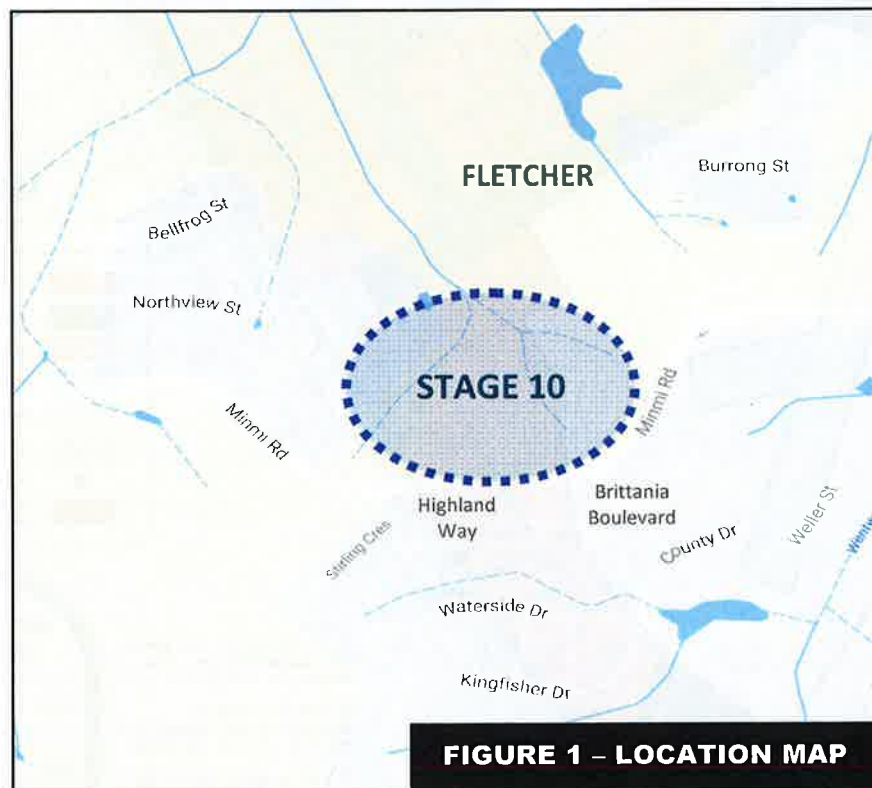 FLETCHER
Burrong St
Bellfrog St
Northview St
STAGE 10
Minmi Rd
Minmi Rd
Highland
Way
Brittania
Boulevard
Stirling Cres
County Dr
Weller St
Waterside Dr
Kingfisher Dr
FIGURE 1 – LOCATION MAP